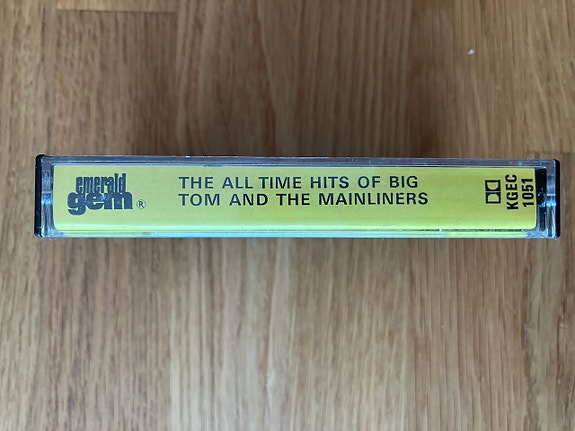 emerald
gem ®
THE ALL TIME HITS OF BIG
TOM AND THE MAINLINERS
KGEC
1051